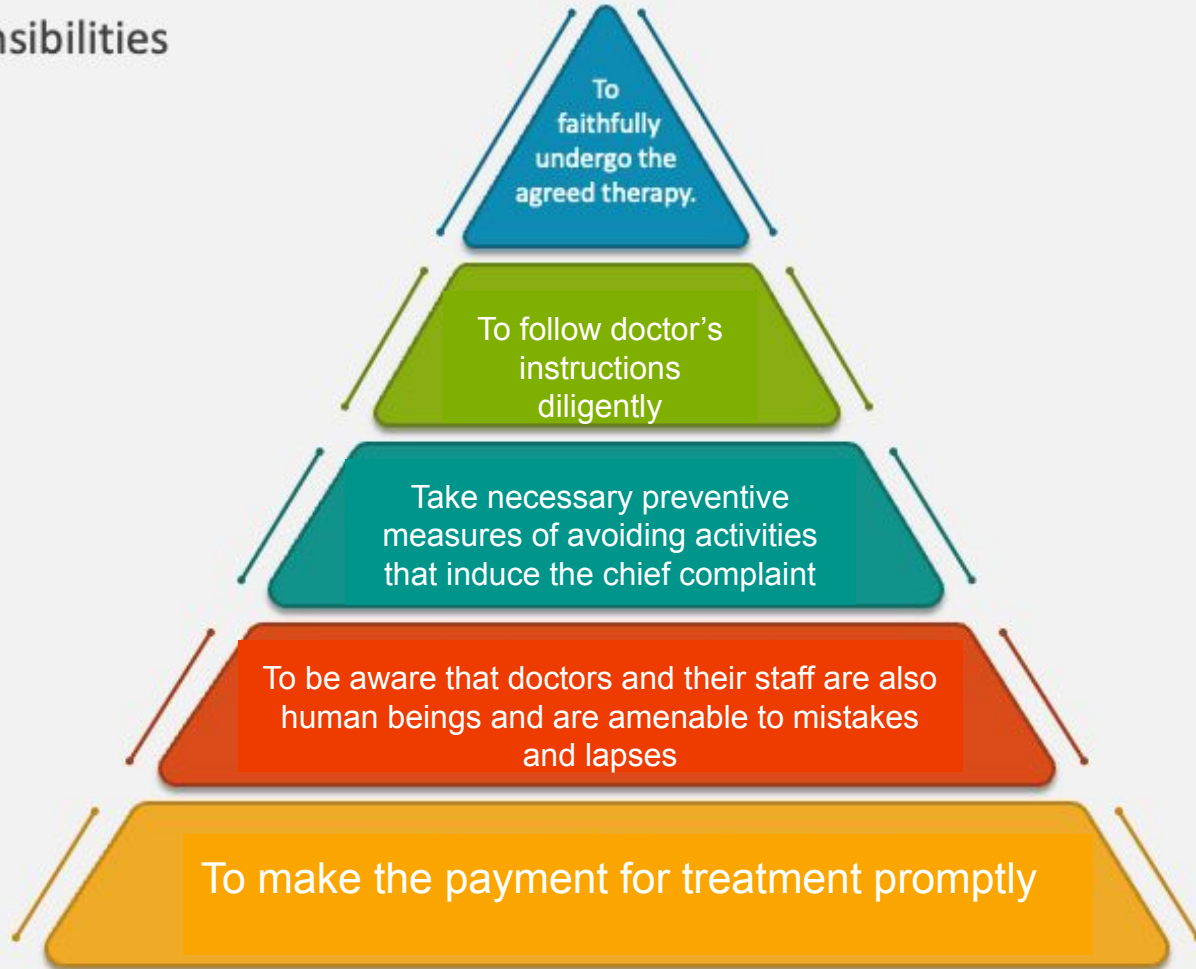 nsibilities
To
faithfully
undergo the
agreed therapy.
To follow doctor’s
instructions
diligently
Take necessary preventive
measures of avoiding activities
that induce the chief complaint
To be aware that doctors and their staff are also
human beings and are amenable to mistakes
and lapses
To make the payment for treatment promptly